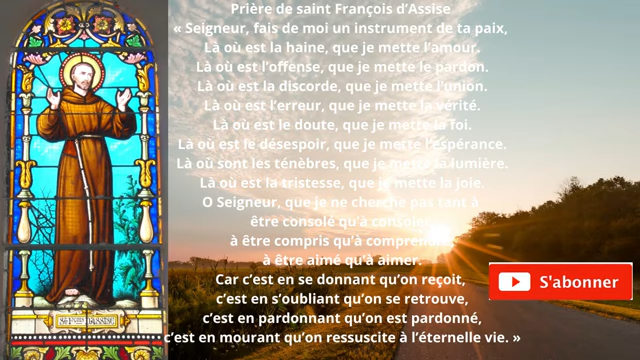 Prière de saint François d’Assise
« Seigneur, fais de moi un instrument de ta paix,
Là où est la haine, que je mette l’amour.
Là où est l’offense, que je mette le pardon.
Là où est la discorde, que je mette l’union.
Là où est l’erreur, que je mette la vérité.
Là où est le doute, que je mette la foi.
Là où est le désespoir, que je mette l’espérance.
Là où sont les ténèbres, que je mette la lumière.
Là où est la tristesse, que je mette la joie.
O Seigneur, que je ne cherche pas tant à
être consolé qu’à consoler,
à être compris qu’à comprendre,
à être aimé qu’à aimer.
Car c’est en se donnant qu’on reçoit,
c’est en s’oubliant qu’on se retrouve,
c’est en pardonnant qu’on est pardonné,
c’est en mourant qu’on ressuscite à l’éternelle vie. »
S'abonner